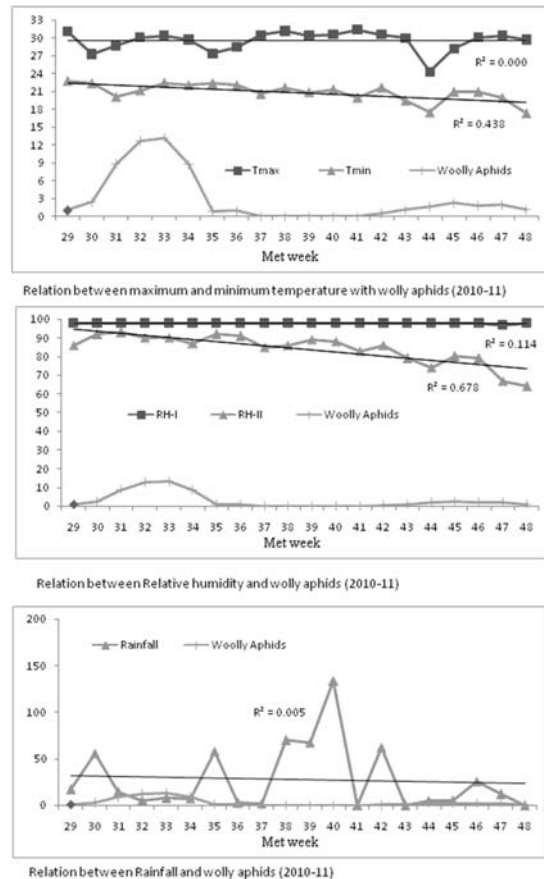 33
30
27
24
21
18
15
12
9
6
3
0
R² = 0.000
R² = 0.438
Tmax Tmin Woolly Aphids
29 30 31 32 33 34 35 36 37 38 39 40 41 42 43 44 45 46 47 48
Met week
Relation between maximum and minimum temperature with wolly aphids (2010-11)
100
90
80
70
60
50
40
30
20
10
0
R² = 0.114
R² = 0.678
RH-I RH-II Woolly Aphids
29 30 31 32 33 34 35 36 37 38 39 40 41 42 43 44 45 46 47 48
Met week
Relation between Relative humidity and wolly aphids (2010-11)
200
150
100
50
0
Rainfall Woolly Aphids
R² = 0.005
29 30 31 32 33 34 35 36 37 38 39 40 41 42 43 44 45 46 47 48
Met week
Relation between Rainfall and wolly aphids (2010-11)